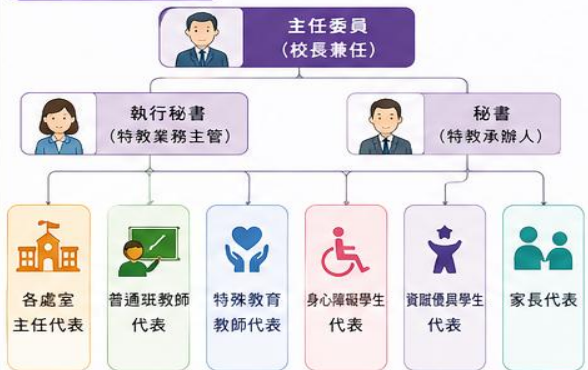 主任委員
(校長兼任)
執行秘書
(特教業務主管)
秘書
(特教承辦人)
各處室
主任代表
普通班教師
代表
特殊教育
教師代表
身心障礙學生
代表
資賦優異學生
代表
家長代表